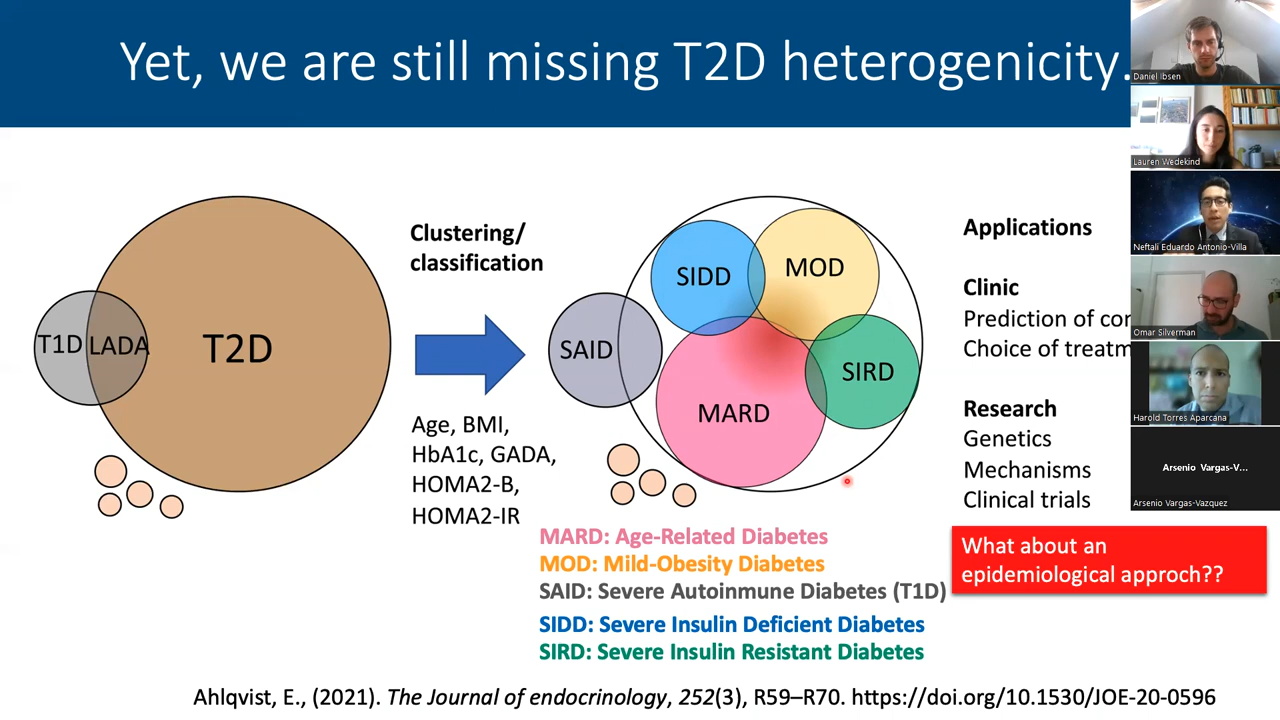 Yet, we are still missing T2D heterogenicity.
T1D
LADA
T2D
Clustering/
classification
Age, BMI,
HbA1c, GADA,
HOMA2-B,
HOMA2-IR
SAID
SIDD
MOD
MARD
SIRD
MARD: Age-Related Diabetes
MOD: Mild-Obesity Diabetes
SAID: Severe Autoinmune Diabetes (T1D)
SIDD: Severe Insulin Deficient Diabetes
SIRD: Severe Insulin Resistant Diabetes
Applications
Clinic
Prediction of con
Choice of treatm
Research
Genetics
Mechanisms
Clinical trials
What about an
epidemiological approch??
Ahlqvist, E., (2021). The Journal of endocrinology, 252(3), R59–R70. https://doi.org/10.1530/JOE-20-0596
Daniel Ibsen
Lauren Wedekind
Neftali Eduardo Antonio-Villa
Omar Silverman
Harold Torres Aparcana
Arsenio Vargas-V...
Arsenio Vargas-Vazquez